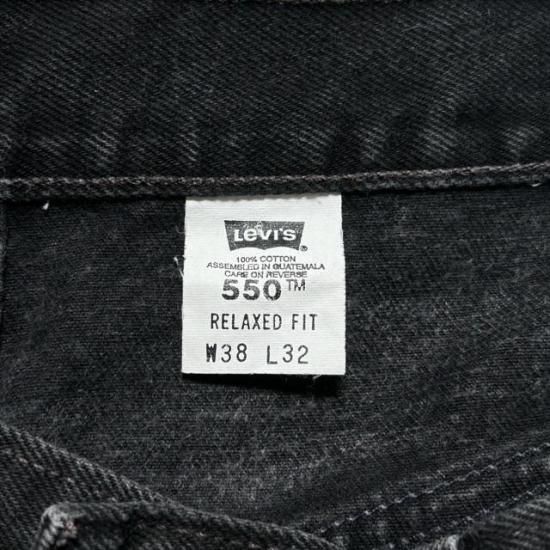 Levi's ®
100% COTTON
ASSEMBLED IN GUATEMALA
CARE ON REVERSE
550™
RELAXED FIT
W38 L32